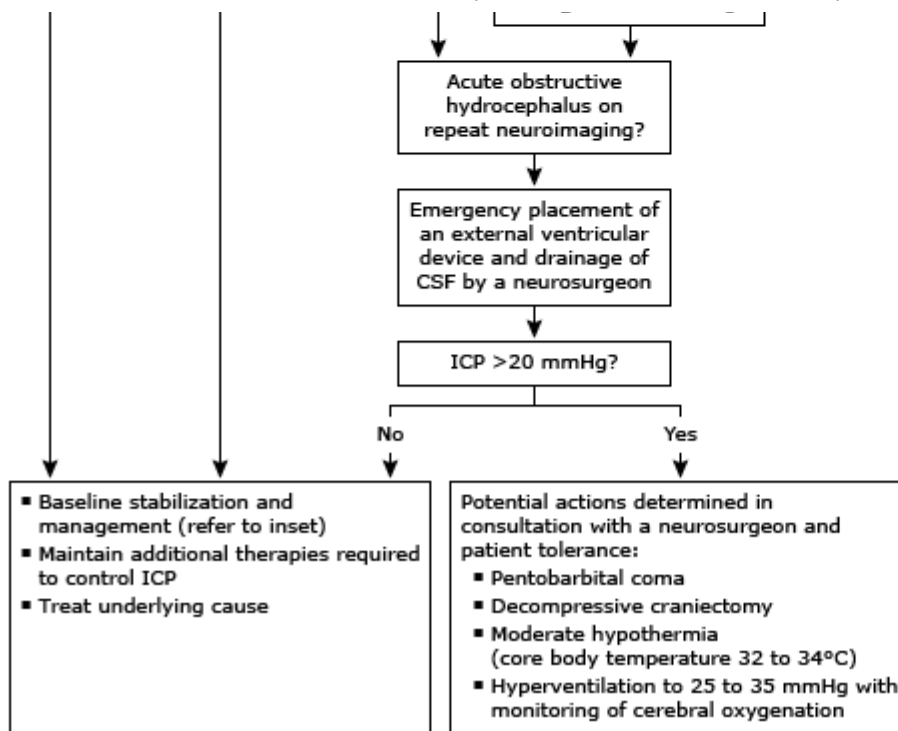 Acute obstructive
hydrocephalus on
repeat neuroimaging?
Emergency placement of
an external ventricular
device and drainage of
CSF by a neurosurgeon
ICP >20 mmHg?
No
Yes
▪ Baseline stabilization and
management (refer to inset)
▪ Maintain additional therapies required
to control ICP
▪ Treat underlying cause
Potential actions determined in
consultation with a neurosurgeon and
patient tolerance:
▪ Pentobarbital coma
▪ Decompressive craniectomy
▪ Moderate hypothermia
(core body temperature 32 to 34°C)
▪ Hyperventilation to 25 to 35 mmHg with
monitoring of cerebral oxygenation